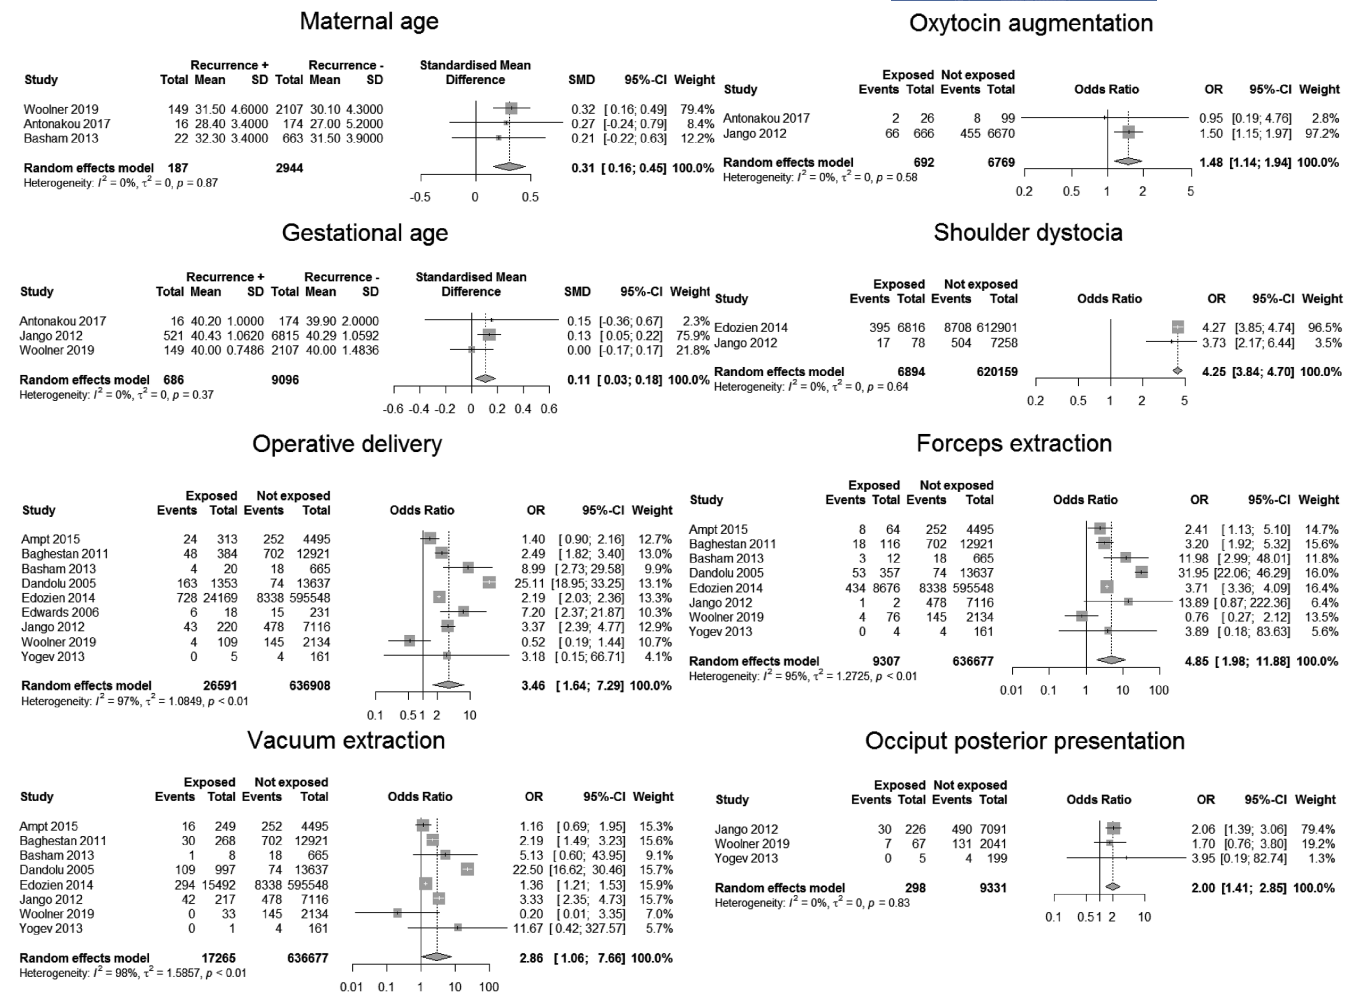 Maternal age
Recurrence + Recurrence - Standardised Mean
Study Total Mean SD Total Mean SD Difference SMD 95%-CI Weight
Woolner 2019 149 31.50 4.6000 2107 30.10 4.3000 0.32 [ 0.16; 0.49] 79.4%
Antonakou 2017 16 28.40 3.4000 174 27.00 5.2000 0.27 [-0.24; 0.79] 8.4%
Basham 2013 22 32.30 3.4000 663 31.50 3.9000 0.21 [-0.22; 0.63] 12.2%
Random effects model 187 2944 0.31 [ 0.16; 0.45] 100.0%
Heterogeneity: I² = 0%, τ² = 0, p = 0.87
-0.5 0 0.5
Oxytocin augmentation
Exposed Not exposed
Study Events Total Events Total Odds Ratio OR 95%-CI Weight
Antonakou 2017 2 26 8 99 0.95 [0.19; 4.76] 2.8%
Jango 2012 66 666 455 6670 1.50 [1.15; 1.97] 97.2%
Random effects model 692 6769 1.48 [1.14; 1.94] 100.0%
Heterogeneity: I² = 0%, τ² = 0, p = 0.58
0.2 0.5 1 2 5
Gestational age
Recurrence + Recurrence - Standardised Mean
Study Total Mean SD Total Mean SD Difference SMD 95%-CI Weight
Antonakou 2017 16 40.20 1.0000 174 39.90 2.0000 0.15 [-0.36; 0.67] 2.3%
Jango 2012 521 40.43 1.0620 6815 40.29 1.0592 0.13 [ 0.05; 0.22] 75.9%
Woolner 2019 149 40.00 0.7486 2107 40.00 1.4836 0.00 [-0.17; 0.17] 21.8%
Random effects model 686 9096 0.11 [ 0.03; 0.18] 100.0%
Heterogeneity: I² = 0%, τ² = 0, p = 0.37
-0.6 -0.4 -0.2 0 0.2 0.4 0.6
Shoulder dystocia
Exposed Not exposed
Study Events Total Events Total Odds Ratio OR 95%-CI Weight
Edozien 2014 395 6816 8708 612901 4.27 [3.85; 4.74] 96.5%
Jango 2012 17 78 504 7258 3.73 [2.17; 6.44] 3.5%
Random effects model 6894 620159 4.25 [3.84; 4.70] 100.0%
Heterogeneity: I² = 0%, τ² = 0, p = 0.64
0.2 0.5 1 2 5
Operative delivery
Exposed Not exposed
Study Events Total Events Total Odds Ratio OR 95%-CI Weight
Ampt 2015 24 313 252 4495 1.40 [ 0.90; 2.16] 12.7%
Baghestan 2011 48 384 702 12921 2.49 [ 1.82; 3.40] 13.0%
Basham 2013 4 20 18 665 8.99 [ 2.73; 29.58] 9.9%
Dandolu 2005 163 1353 74 13637 25.11 [18.95; 33.25] 13.1%
Edozien 2014 728 24169 8338 595548 2.19 [ 2.03; 2.36] 13.3%
Edwards 2006 6 18 15 231 7.20 [ 2.37; 21.87] 10.3%
Jango 2012 43 220 478 7116 3.37 [ 2.39; 4.77] 12.9%
Woolner 2019 4 109 145 2134 0.52 [ 0.19; 1.44] 10.7%
Yogev 2013 0 5 4 161 3.18 [ 0.15; 66.71] 4.1%
Random effects model 26591 636908 3.46 [ 1.64; 7.29] 100.0%
Heterogeneity: I² = 97%, τ² = 1.0849, p < 0.01
0.1 0.5 1 2 10
Forceps extraction
Exposed Not exposed
Study Events Total Events Total Odds Ratio OR 95%-CI Weight
Ampt 2015 8 64 252 4495 2.41 [ 1.13; 5.10] 14.7%
Baghestan 2011 18 116 702 12921 3.20 [ 1.92; 5.32] 15.6%
Basham 2013 3 12 18 665 11.98 [ 2.99; 48.01] 11.8%
Dandolu 2005 53 357 74 13637 31.95 [22.06; 46.29] 16.0%
Edozien 2014 434 8676 8338 595548 3.71 [ 3.36; 4.09] 16.4%
Jango 2012 1 2 478 7116 13.89 [ 0.87; 222.36] 6.4%
Woolner 2019 4 76 145 2134 0.76 [ 0.27; 2.12] 13.5%
Yogev 2013 0 4 4 161 3.89 [ 0.18; 83.63] 5.6%
Random effects model 9307 636677 4.85 [ 1.98; 11.88] 100.0%
Heterogeneity: I² = 95%, τ² = 1.2725, p < 0.01
0.01 0.1 1 10 100
Vacuum extraction
Exposed Not exposed
Study Events Total Events Total Odds Ratio OR 95%-CI Weight
Ampt 2015 16 249 252 4495 1.16 [ 0.69; 1.95] 15.3%
Baghestan 2011 30 268 702 12921 2.19 [ 1.49; 3.23] 15.6%
Basham 2013 1 8 18 665 5.13 [ 0.60; 43.95] 9.1%
Dandolu 2005 109 997 74 13637 22.50 [16.62; 30.46] 15.7%
Edozien 2014 294 15492 8338 595548 1.36 [ 1.21; 1.53] 15.9%
Jango 2012 42 217 478 7116 3.33 [ 2.35; 4.73] 15.7%
Woolner 2019 0 33 145 2134 0.20 [ 0.01; 3.35] 7.0%
Yogev 2013 0 1 4 161 11.67 [ 0.42; 327.57] 5.7%
Random effects model 17265 636677 2.86 [ 1.06; 7.66] 100.0%
Heterogeneity: I² = 98%, τ² = 1.5857, p < 0.01
0.01 0.1 1 10 100
Occiput posterior presentation
Exposed Not exposed
Study Events Total Events Total Odds Ratio OR 95%-CI Weight
Jango 2012 30 226 490 7091 2.06 [1.39; 3.06] 79.4%
Woolner 2019 7 67 131 2041 1.70 [0.76; 3.80] 19.2%
Yogev 2013 0 5 4 199 3.95 [0.19; 82.74] 1.3%
Random effects model 298 9331 2.00 [1.41; 2.85] 100.0%
Heterogeneity: I² = 0%, τ² = 0, p = 0.83
0.1 0.5 1 2 10